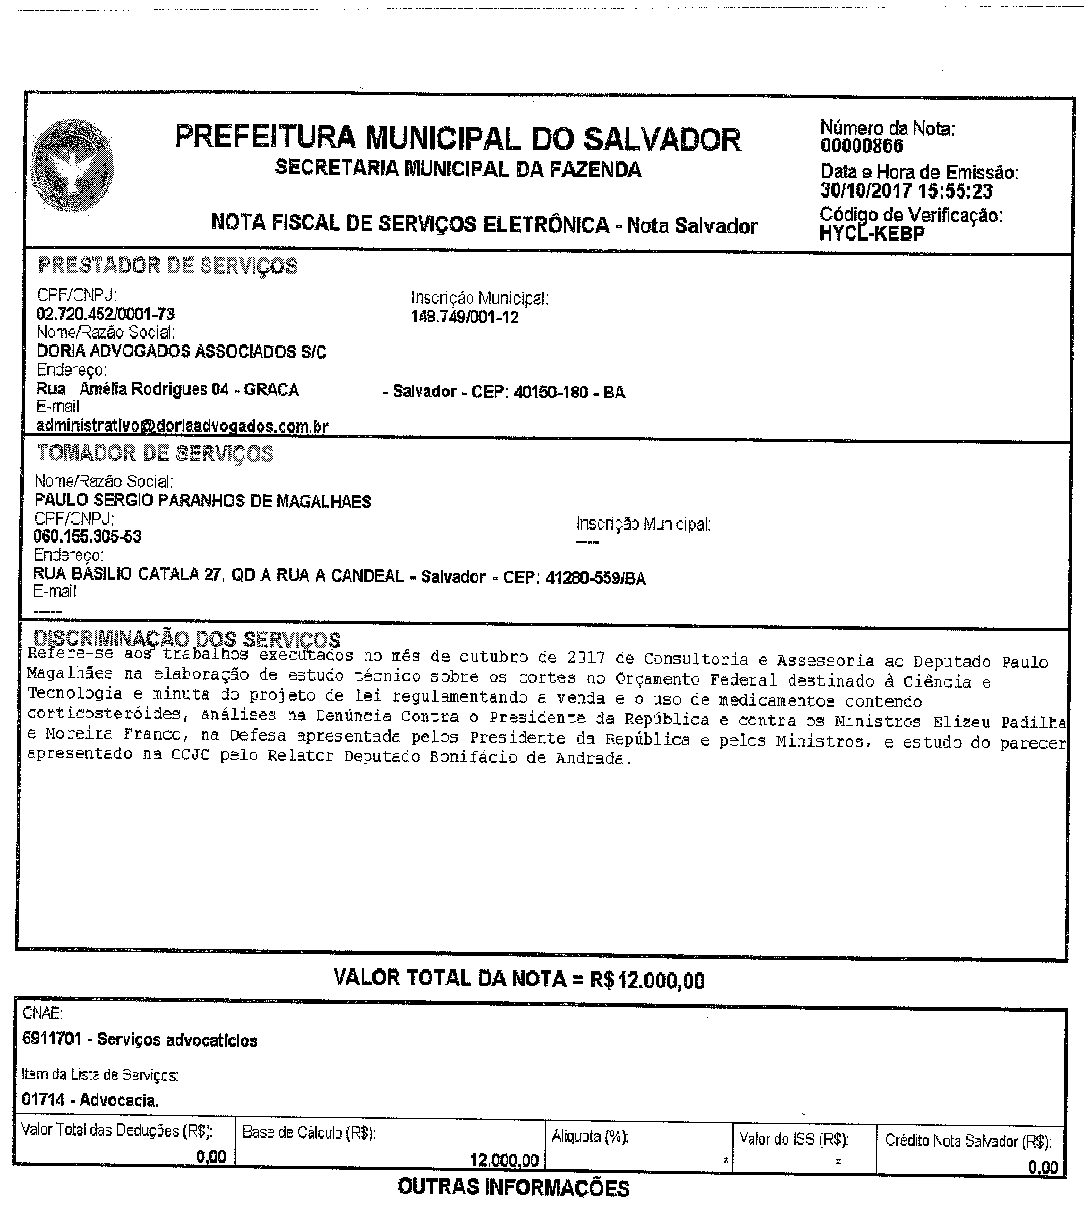 PREFEITURA MUNICIPAL DO SALVADOR
SECRETARIA MUNICIPAL DA FAZENDA
NOTA FISCAL DE SERVIÇOS ELETRÔNICA - Nota Salvador
Número da Nota:
00000866
Data e Hora de Emissão:
30/10/2017 15:55:23
Código de Verificação:
HYCL-KEBP
PRESTADOR DE SERVIÇOS
CPF/CNPJ:
02.720.452/0001-73
Inscrição Municipal:
149.749/001-12
Nome/Razão Social:
DORIA ADVOGADOS ASSOCIADOS S/C
Endereço:
Rua Amélia Rodrigues 04 - GRACA - Salvador - CEP: 40150-180 - BA
E-mail
administrativo@doriaadvogados.com.br
TOMADOR DE SERVIÇOS
Nome/Razão Social:
PAULO SERGIO PARANHOS DE MAGALHAES
CPF/CNPJ:
060.155.305-53
Inscrição Municipal:
----
Endereço:
RUA BASILIO CATALA 27, QD A RUA A CANDEAL - Salvador - CEP: 41280-559/BA
E-mail
-----
DISCRIMINAÇÃO DOS SERVIÇOS
Refere-se aos trabalhos executados no mês de outubro de 2017 de Consultoria e Assessoria ao Deputado Paulo
Magalhães na elaboração de estudo técnico sobre os cortes no Orçamento Federal destinado à Ciência e
Tecnologia e minuta do projeto de lei regulamentando a venda e o uso de medicamentos contendo
corticosteróides, análises na Denúncia Contra o Presidente da República e contra os Ministros Elizeu Padilha
e Moreira Franco, na Defesa apresentada pelos Presidente da República e pelos Ministros, e estudo do parecer
apresentado na CCJC pelo Relator Deputado Bonifácio de Andrada.
VALOR TOTAL DA NOTA = R$ 12.000,00
CNAE:
6911701 - Serviços advocatícios
Item da Lista de Serviços:
01714 - Advocacia.
Valor Total das Deduções (R$):
0,00
Base de Cálculo (R$):
12.000,00
Alíquota (%):
*
Valor do ISS (R$):
*
Crédito Nota Salvador (R$):
0,00
OUTRAS INFORMAÇÕES